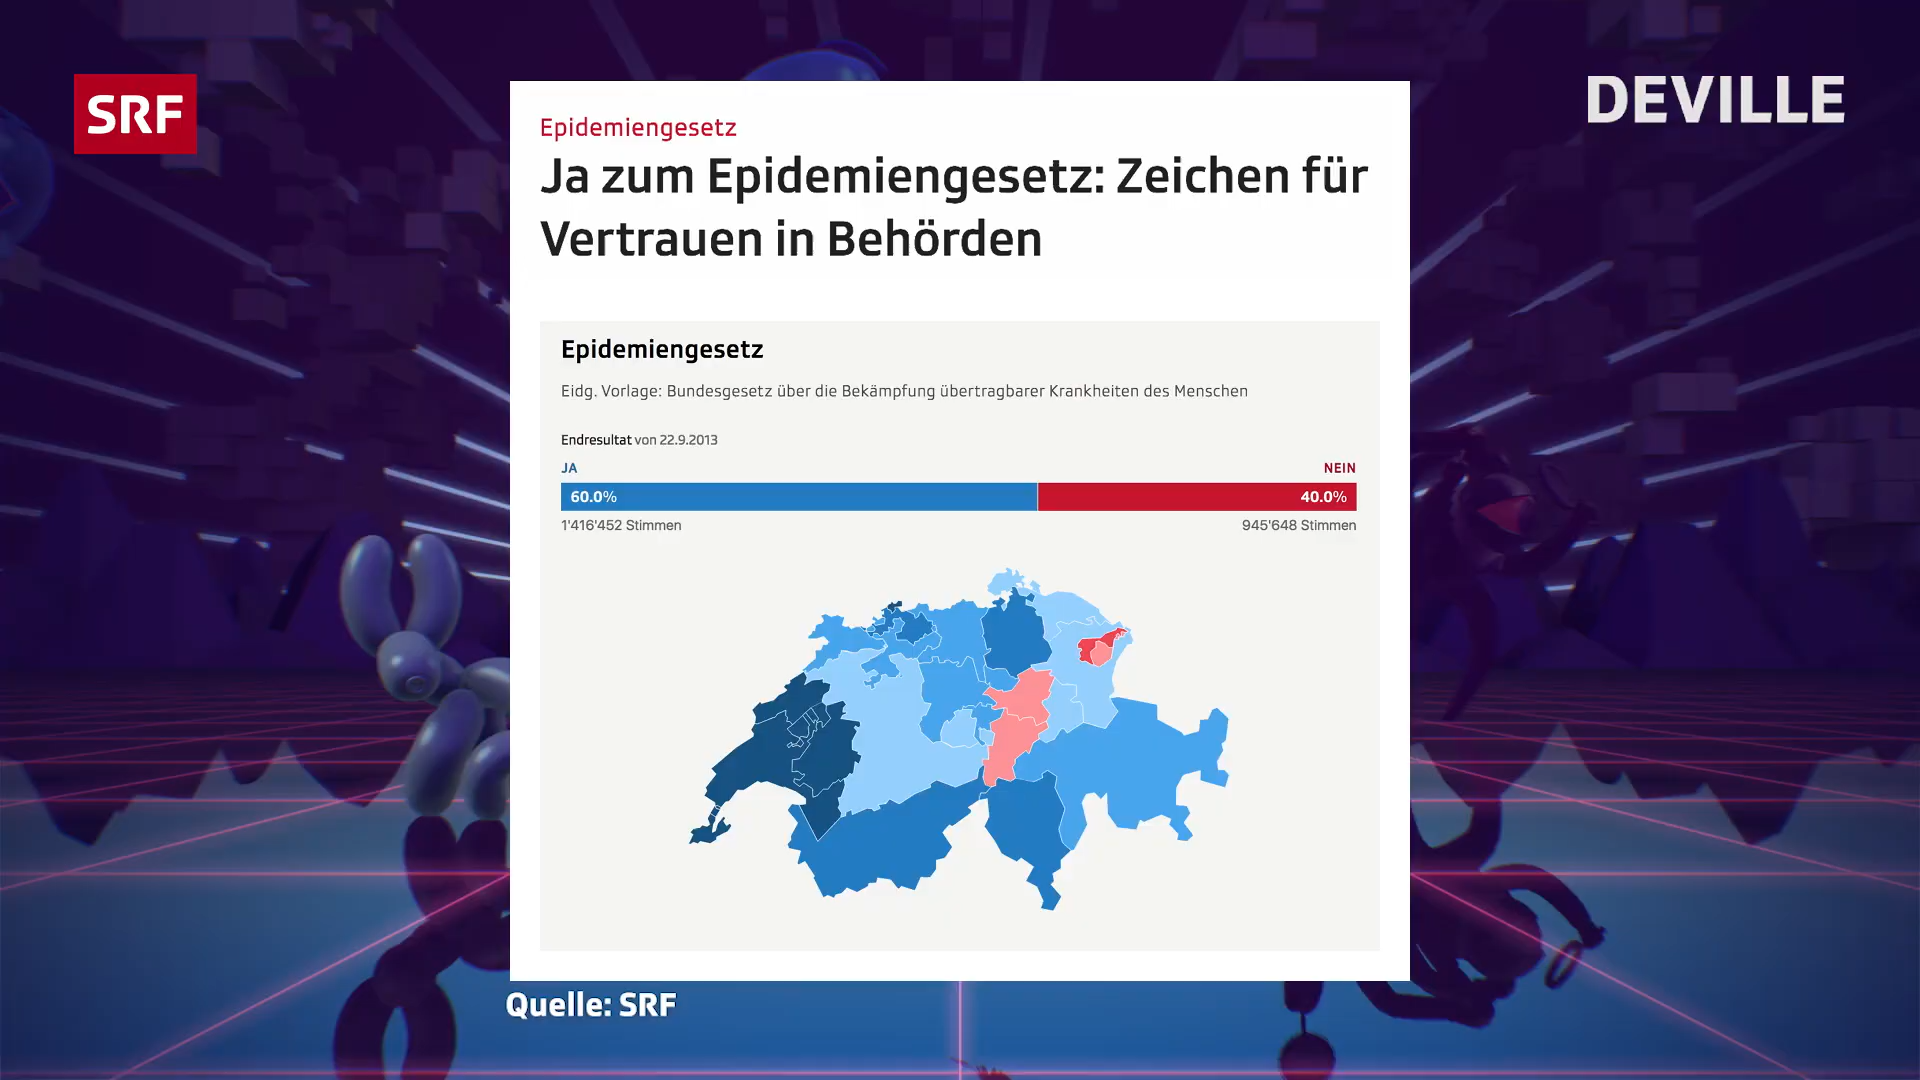 SRF
DEVILLE
Epidemiengesetz
Ja zum Epidemiengesetz: Zeichen für
Vertrauen in Behörden
Epidemiengesetz
Eidg. Vorlage: Bundesgesetz über die Bekämpfung übertragbarer Krankheiten des Menschen
Endresultat von 22.9.2013
JA NEIN
60.0% 40.0%
1'416'452 Stimmen 945'648 Stimmen
Quelle: SRF